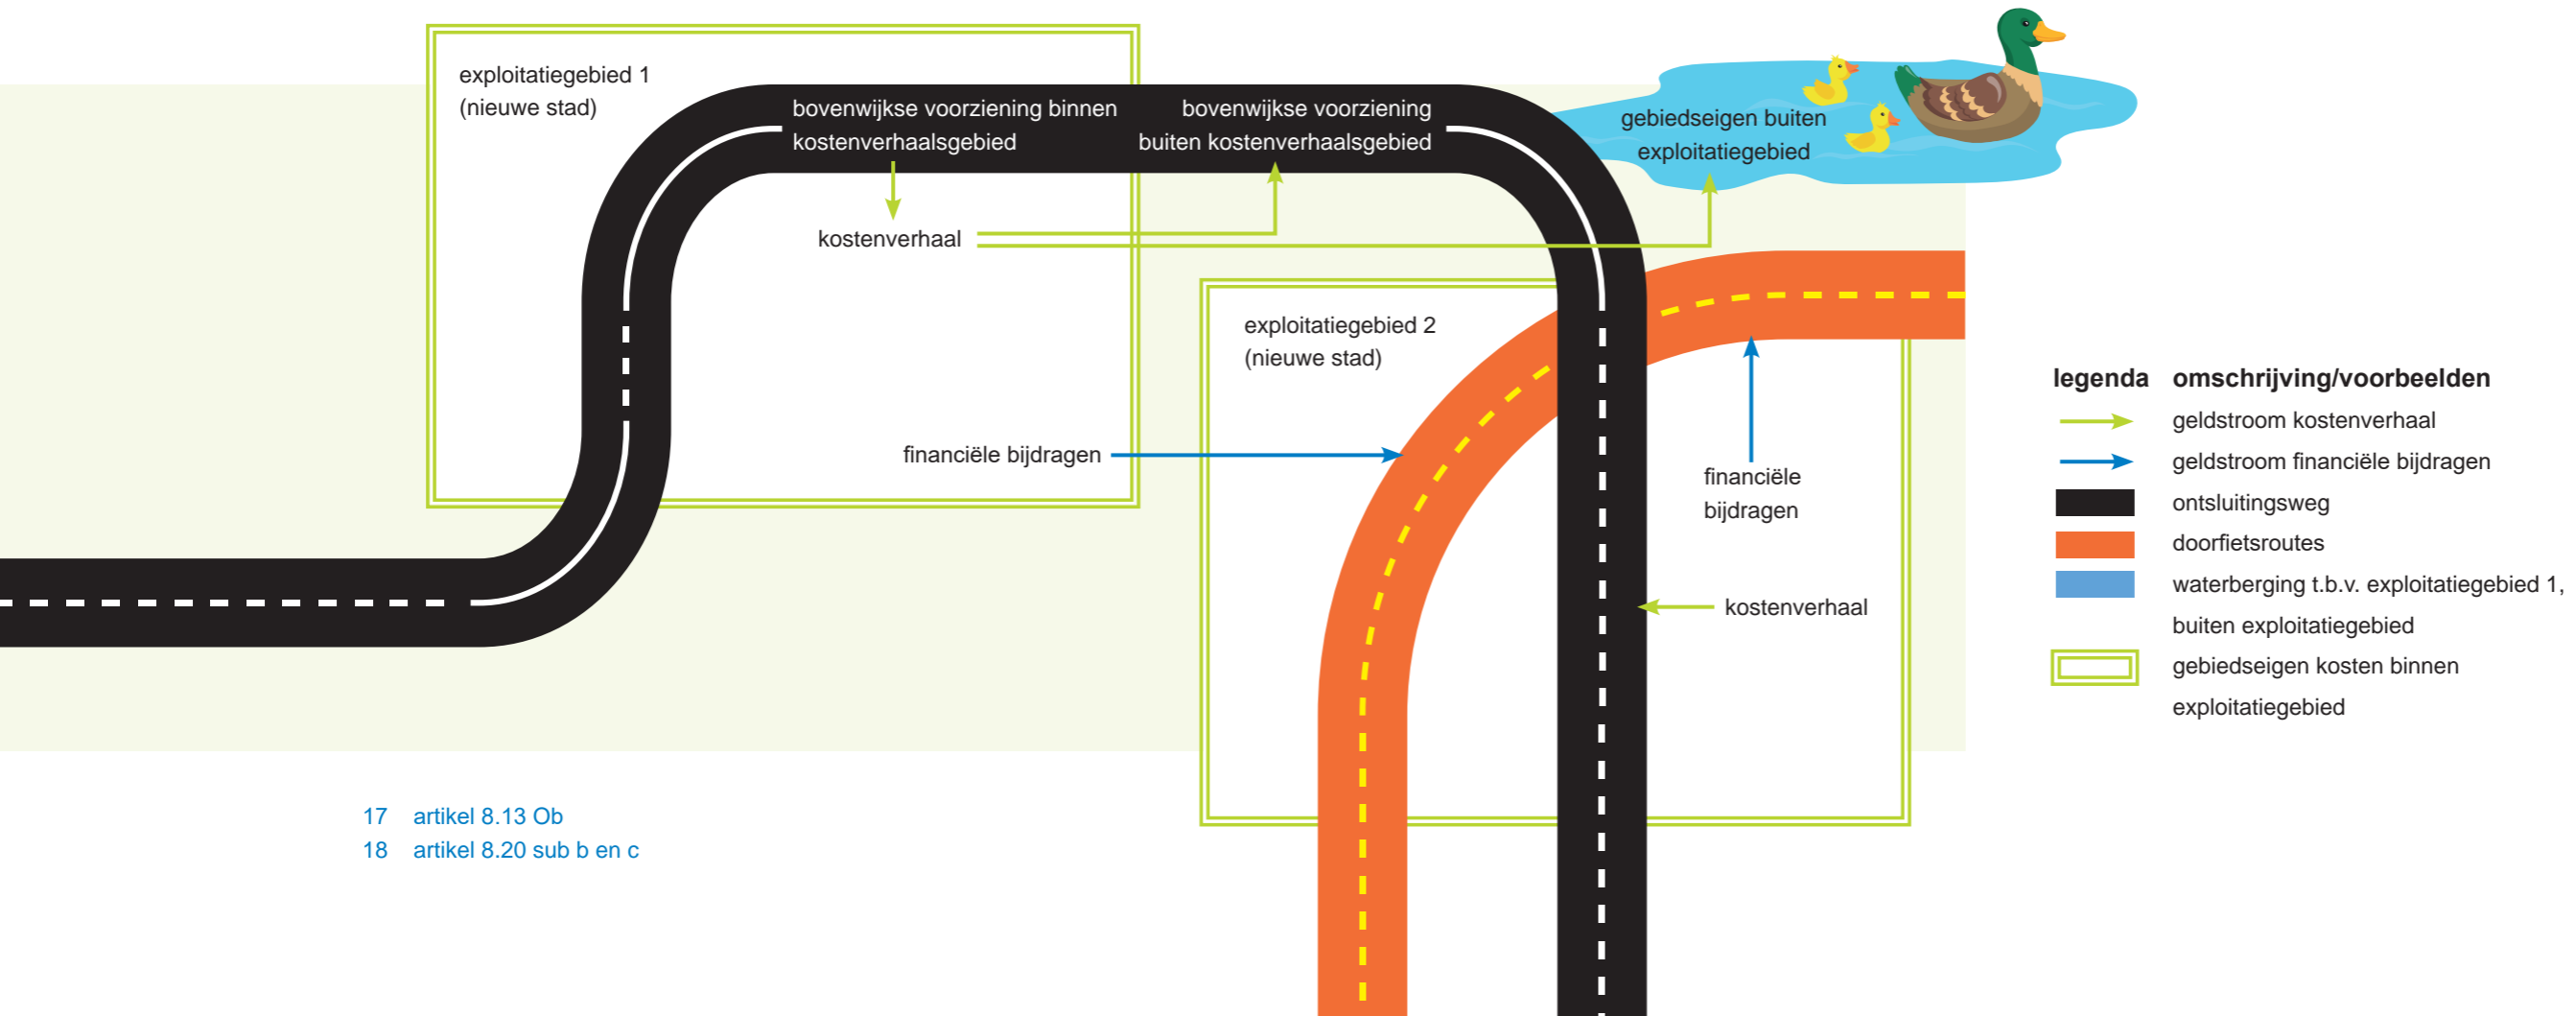 exploitatiegebied 1
(nieuwe stad)
bovenwijkse voorziening binnen
kostenverhaalsgebied
bovenwijkse voorziening
buiten kostenverhaalsgebied
gebiedseigen buiten
exploitatiegebied
kostenverhaal
exploitatiegebied 2
(nieuwe stad)
financiële bijdragen
financiële
bijdragen
kostenverhaal
legenda omschrijving/voorbeelden
geldstroom kostenverhaal
geldstroom financiële bijdragen
ontsluitingsweg
doorfietsroutes
waterberging t.b.v. exploitatiegebied 1,
buiten exploitatiegebied
gebiedseigen kosten binnen
exploitatiegebied
17 artikel 8.13 Ob
18 artikel 8.20 sub b en c